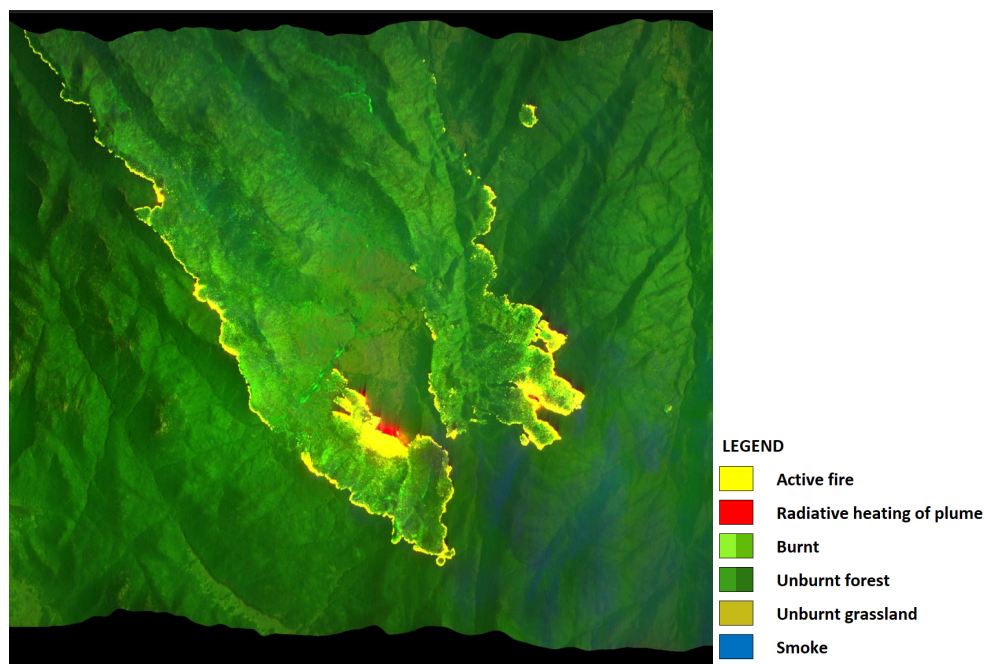 LEGEND
Active fire
Radiative heating of plume
Burnt
Unburnt forest
Unburnt grassland
Smoke